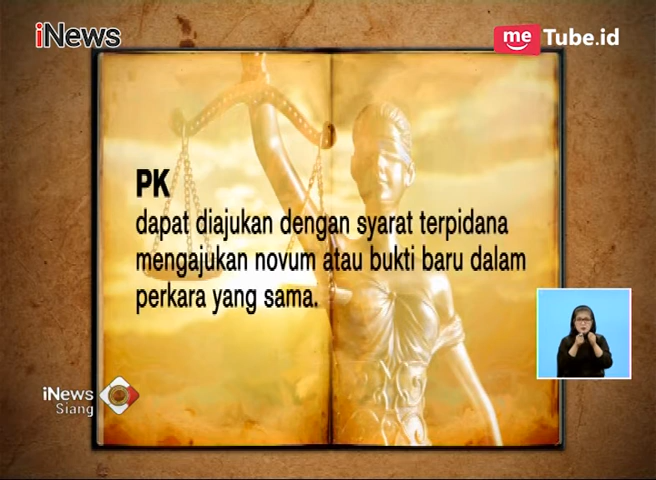 iNews
me Tube.id
PK
dapat diajukan dengan syarat terpidana
mengajukan novum atau bukti baru dalam
perkara yang sama.
iNews
Siang